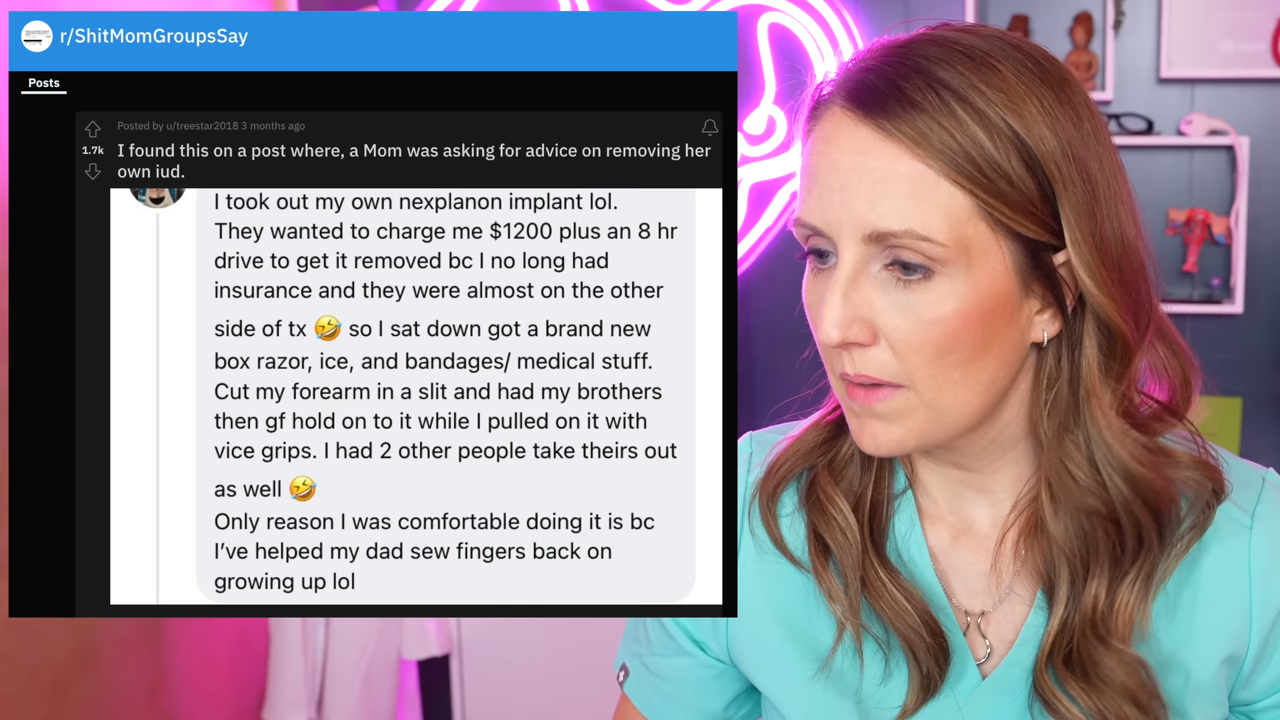 r/ShitMomGroupsSay
Posts
Posted by u/treestar2018 3 months ago
1.7k
I found this on a post where, a Mom was asking for advice on removing her
own iud.
I took out my own nexplanon implant lol.
They wanted to charge me $1200 plus an 8 hr
drive to get it removed bc I no long had
insurance and they were almost on the other
side of tx 🤣 so I sat down got a brand new
box razor, ice, and bandages/ medical stuff.
Cut my forearm in a slit and had my brothers
then gf hold on to it while I pulled on it with
vice grips. I had 2 other people take theirs out
as well 🤣
Only reason I was comfortable doing it is bc
I’ve helped my dad sew fingers back on
growing up lol